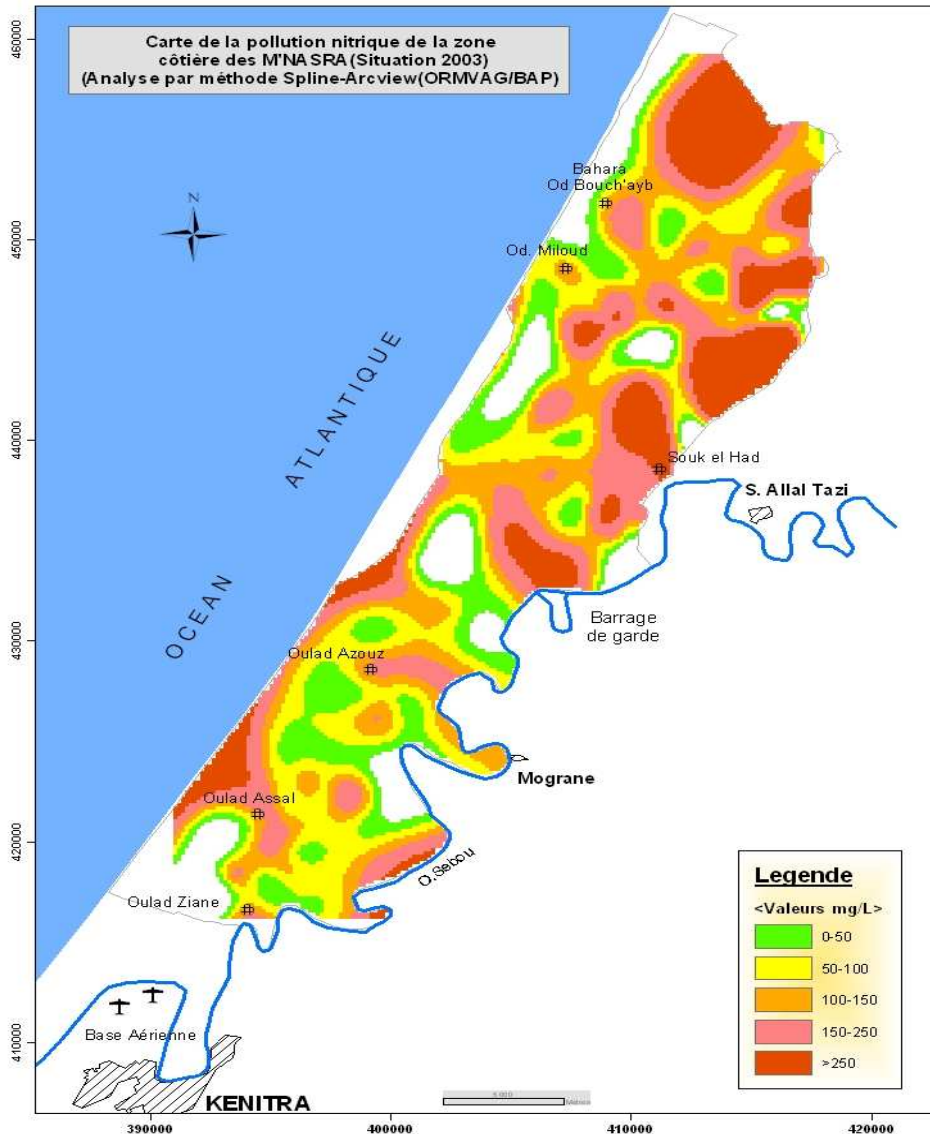 Carte de la pollution nitrique de la zone
côtière des M'NASRA(Situation 2003)
(Analyse par méthode Spline-Arcview(ORMVAG/BAP)
460000
450000
440000
430000
420000
410000
N
OCEAN ATLANTIQUE
Bahara
Od Bouch'ayb
Od. Miloud
Souk el Had
S. Allal Tazi
Barrage
de garde
Oulad Azouz
Mograne
Oulad Assal
O.Sebou
Oulad Ziane
Base Aérienne
KENITRA
Legende
<Valeurs mg/L>
0-50
50-100
100-150
150-250
>250
390000
400000
410000
420000